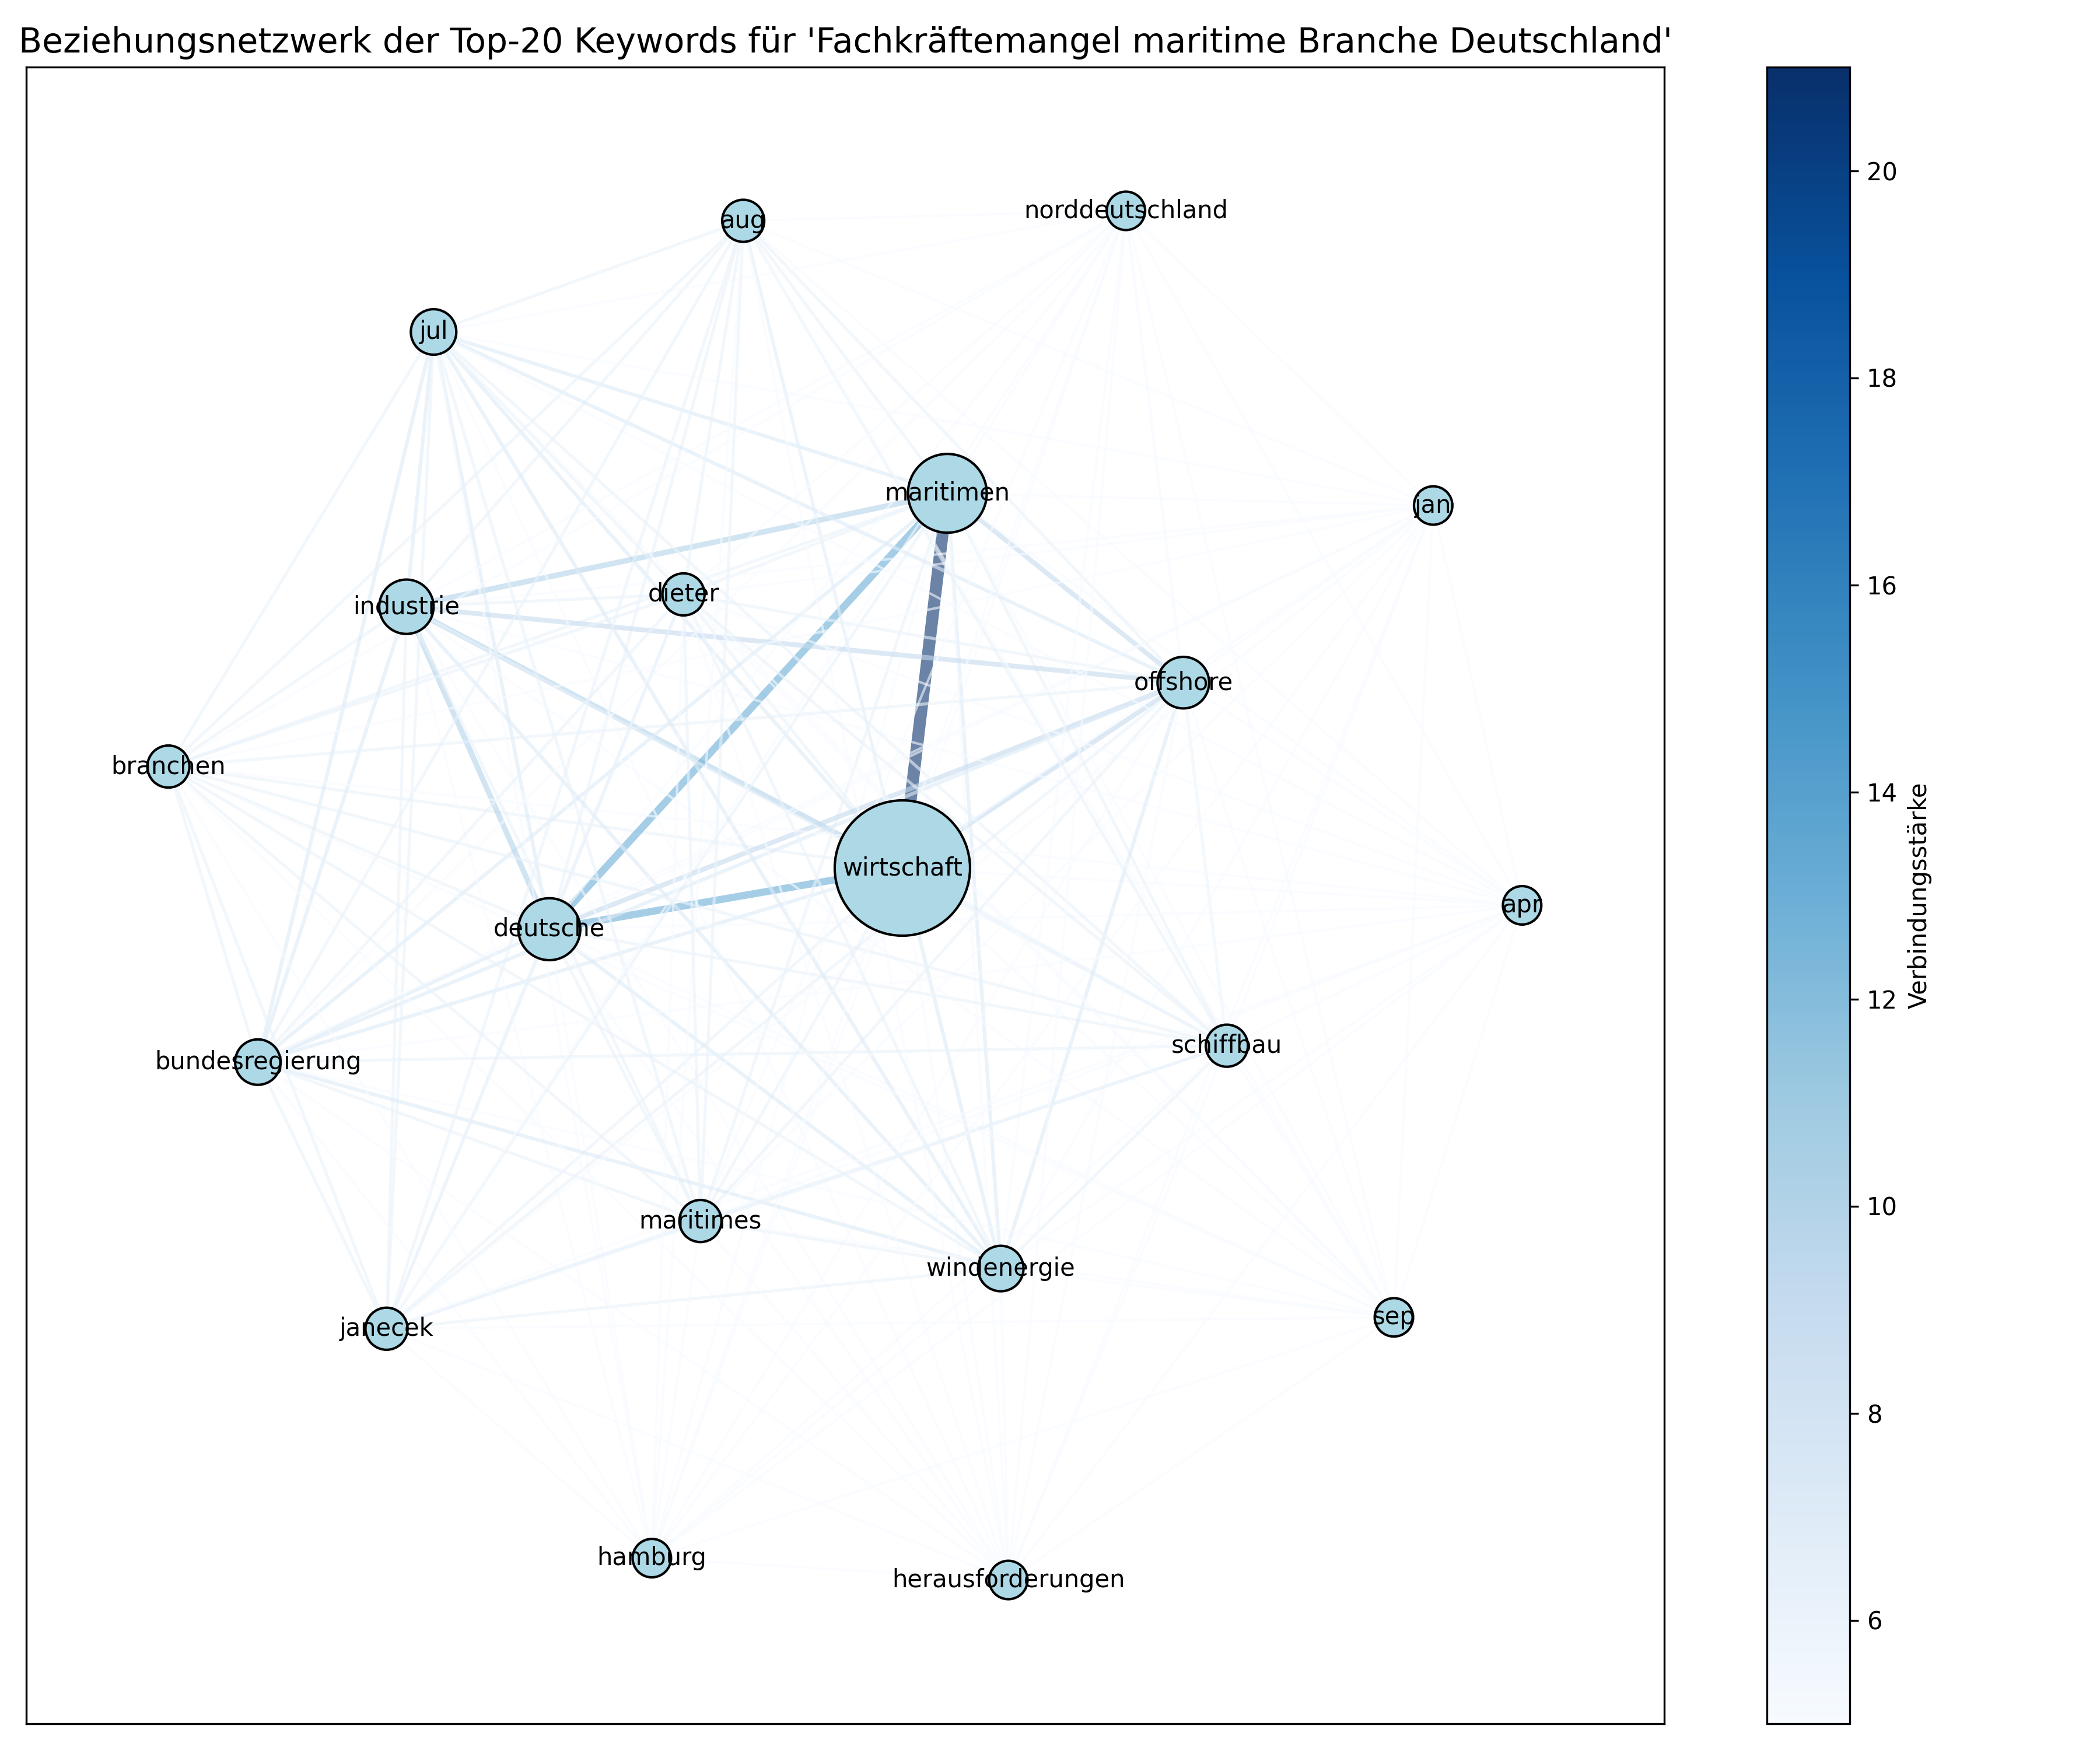 Beziehungsnetzwerk der Top-20 Keywords für 'Fachkräftemangel maritime Branche Deutschland'
norddeutschland
aug
jul
maritimen
jan
dieter
industrie
offshore
branchen
wirtschaft
apr
deutsche
schiffbau
bundesregierung
maritimes
windenergie
sep
janecek
hamburg
herausforderungen
20
18
16
14
12
10
8
6
Verbindungsstärke